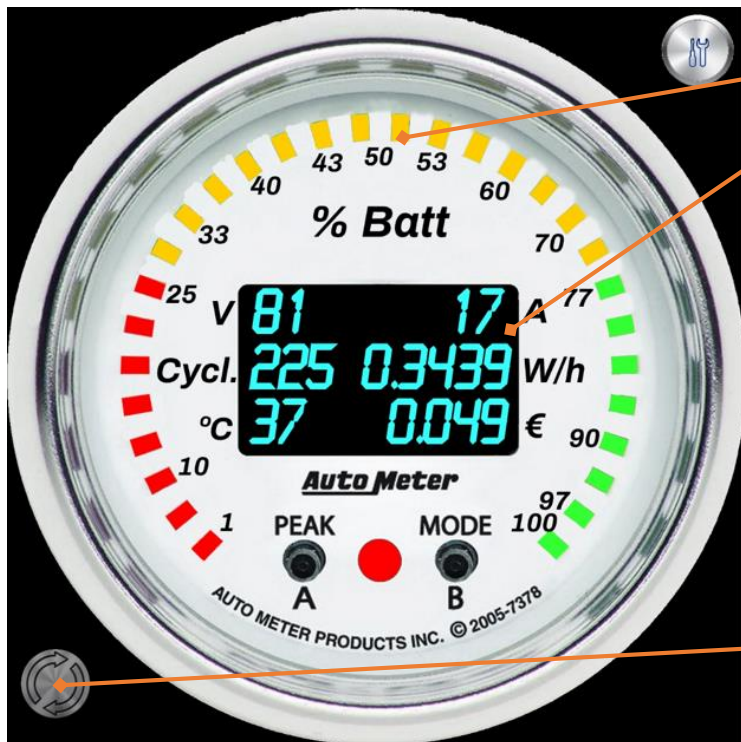 50
43 53
40 60
33 70
% Batt
25 77
V 81 17 A
Cycl. 225 0.3439 W/h
ºC 37 0.049 €
90
10
Auto Meter
97
1 100
PEAK MODE
A B
AUTO METER PRODUCTS INC. © 2005-7378